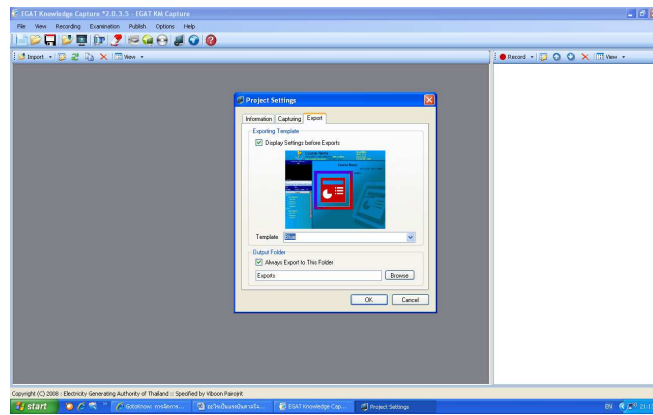 EGAT Knowledge Capture *2.0.3.5 - EGAT KM Capture
File View Recording Examination Publish Options Help
Import View
Record View
Project Settings
Information Capturing Export
Exporting Template
Display Settings before Exports
Template
Output Folder
Always Export to This Folder
Exports Browse
OK Cancel
Copyright (C) 2008 : Electricity Generating Authority of Thailand :: Specified by Viboon Pairojrit
start EGAT Knowledge Cap... Project Settings EN